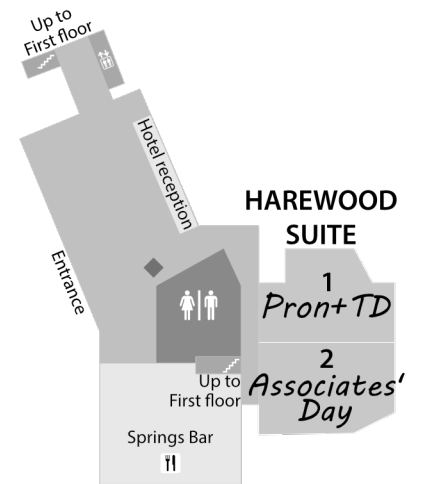 Up to
First floor
Hotel reception
HAREWOOD
SUITE
Entrance
1
Pron+ TD
2
Associates'
Day
Up to
First floor
Springs Bar